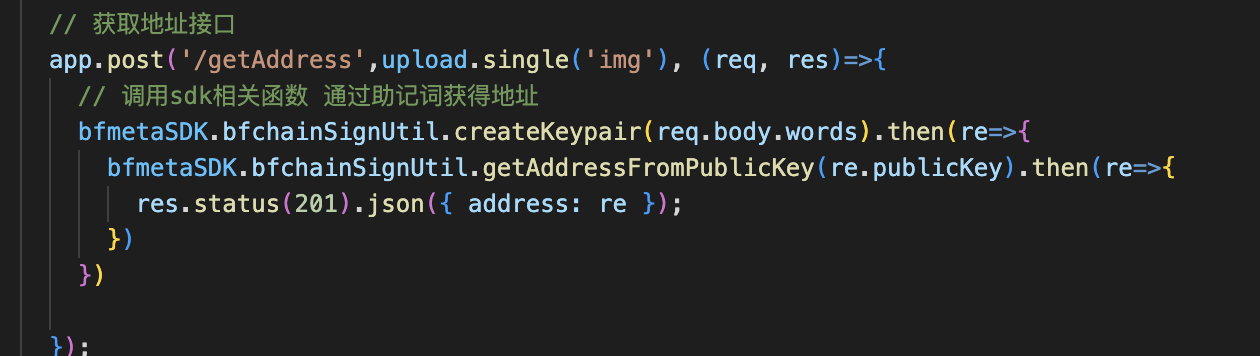 // 获取地址接口
app.post('/getAddress',upload.single('img'), (req, res)=>{
// 调用sdk相关函数 通过助记词获得地址
bfmetaSDK.bfchainSignUtil.createKeypair(req.body.words).then(re=>{
bfmetaSDK.bfchainSignUtil.getAddressFromPublicKey(re.publicKey).then(re=>{
res.status(201).json({ address: re });
})
})
});